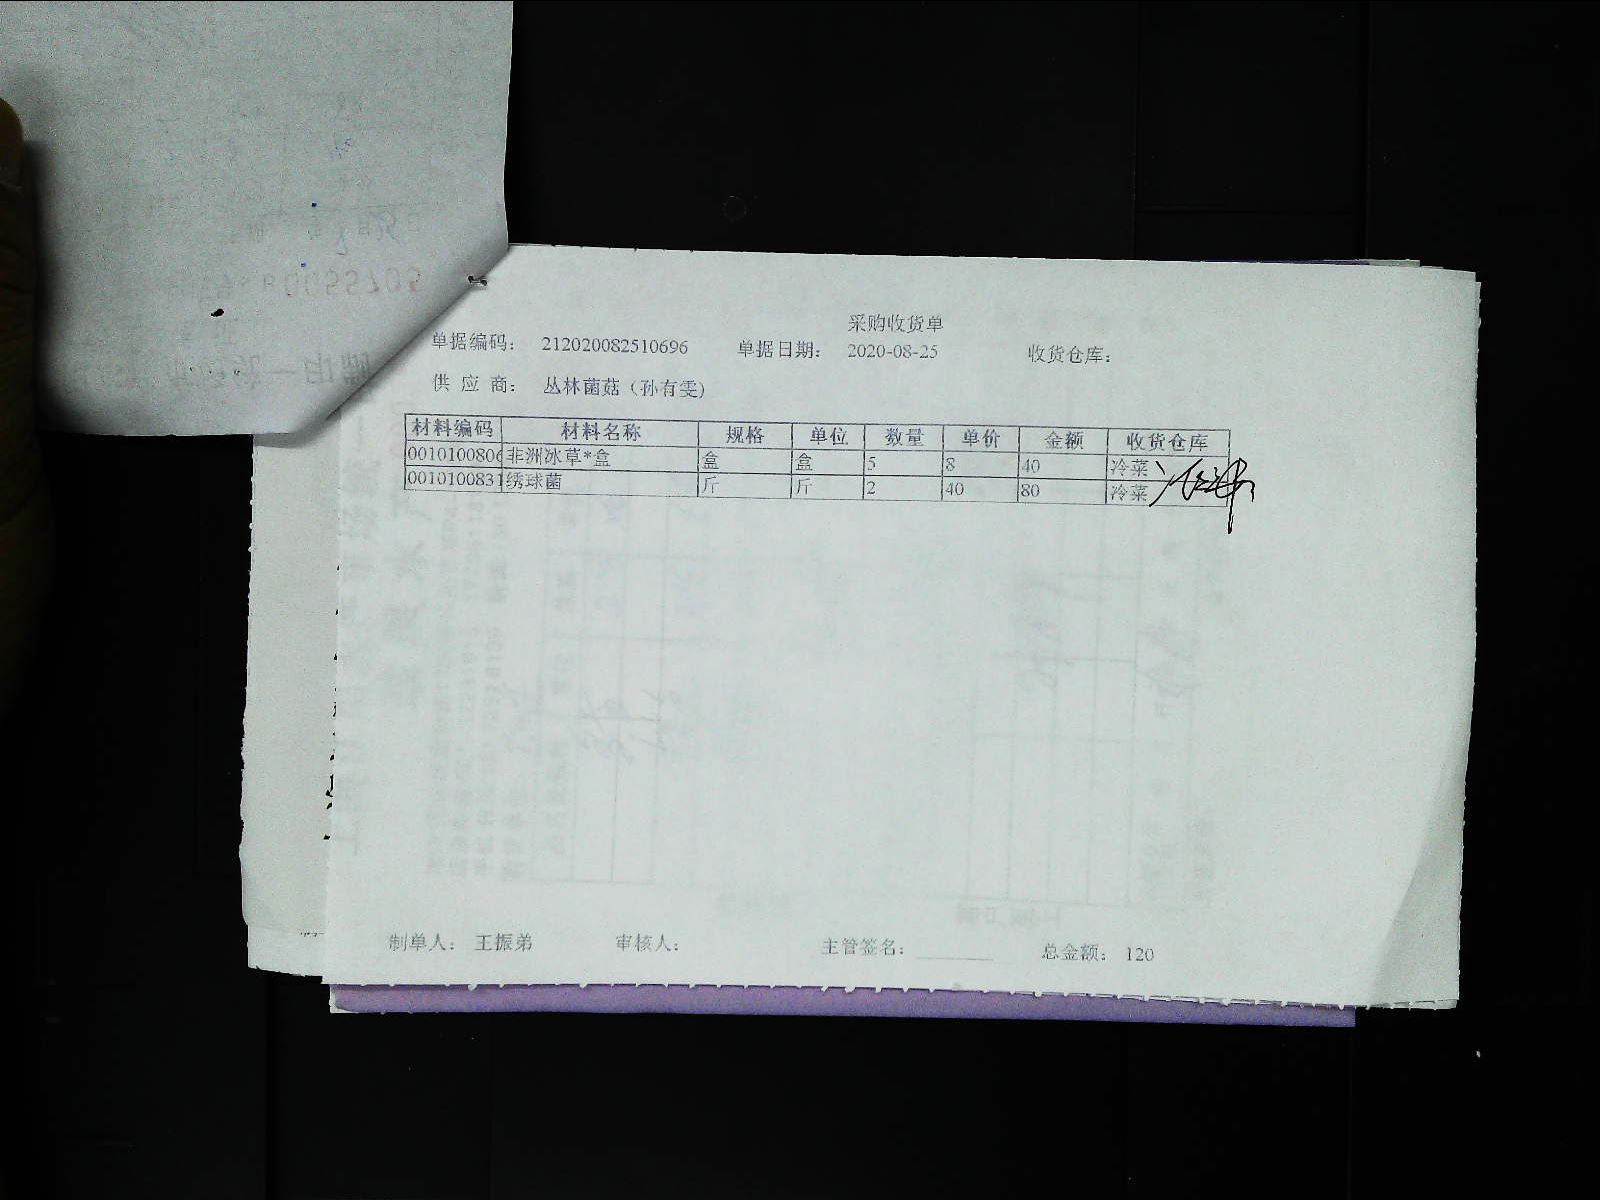 采购收货单
单据编码： 212020082510696 单据日期： 2020-08-25 收货仓库：
供 应 商： 丛林菌菇（孙有雯）
材料编码 材料名称 规格 单位 数量 单价 金额 收货仓库
0010100806 非洲冰草*盒 盒 盒 5 8 40 冷菜
0010100831 绣球菌 斤 斤 2 40 80 冷菜
制单人： 王振弟 审核人： 主管签名： 总金额： 120